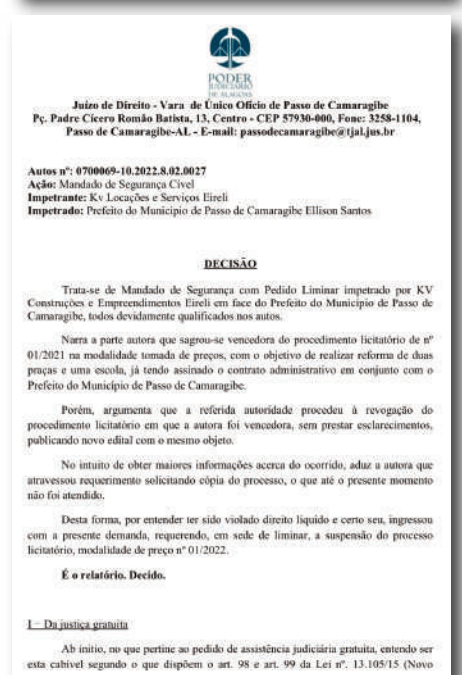 PODER
JUDICIÁRIO
DE ALAGOAS
Juízo de Direito - Vara de Único Ofício de Passo de Camaragibe
Pç. Padre Cícero Romão Batista, 13, Centro - CEP 57930-000, Fone: 3258-1104,
Passo de Camaragibe-AL - E-mail: passodecamaragibe@tjal.jus.br
Autos nº: 0700069-10.2022.8.02.0027
Ação: Mandado de Segurança Cível
Impetrante: Kv Locações e Serviços Eireli
Impetrado: Prefeito do Município de Passo de Camaragibe Ellison Santos
DECISÃO
Trata-se de Mandado de Segurança com Pedido Liminar impetrado por KV
Construções e Empreendimentos Eireli em face do Prefeito do Município de Passo de
Camaragibe, todos devidamente qualificados nos autos.
Narra a parte autora que sagrou-se vencedora do procedimento licitatório de nº
01/2021 na modalidade tomada de preços, com o objetivo de realizar reforma de duas
praças e uma escola, já tendo assinado o contrato administrativo em conjunto com o
Prefeito do Município de Passo de Camaragibe.
Porém, argumenta que a referida autoridade procedeu à revogação do
procedimento licitatório em que a autora foi vencedora, sem prestar esclarecimentos,
publicando novo edital com o mesmo objeto.
No intuito de obter maiores informações acerca do ocorrido, aduz a autora que
atravessou requerimento solicitando cópia do processo, o que até o presente momento
não foi atendido.
Desta forma, por entender ter sido violado direito líquido e certo seu, ingressou
com a presente demanda, requerendo, em sede de liminar, a suspensão do processo
licitatório, modalidade de preço nº 01/2022.
É o relatório. Decido.
I – Da justiça gratuita
Ab initio, no que pertine ao pedido de assistência judiciária gratuita, entendo ser
esta cabível segundo o que dispõem o art. 98 e art. 99 da Lei nº. 13.105/15 (Novo